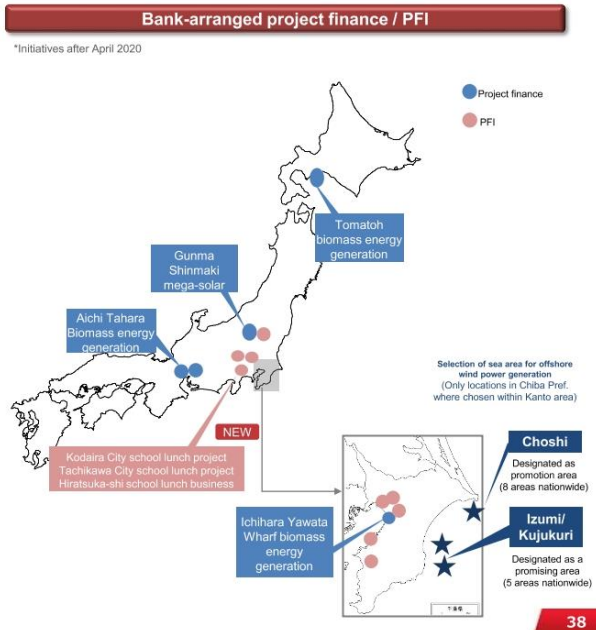 Bank-arranged project finance / PFI
*Initiatives after April 2020
Project finance
PFI
Tomatoh
biomass energy
generation
Gunma
Shinmaki
mega-solar
Aichi Tahara
Biomass energy
generation
Selection of sea area for offshore
wind power generation
(Only locations in Chiba Pref.
where chosen within Kanto area)
NEW
Kodaira City school lunch project
Tachikawa City school lunch project
Hiratsuka-shi school lunch business
Choshi
Designated as
promotion area
(8 areas nationwide)
Ichihara Yawata
Wharf biomass
energy
generation
Izumi/
Kujukuri
Designated as a
promising area
(5 areas nationwide)
38